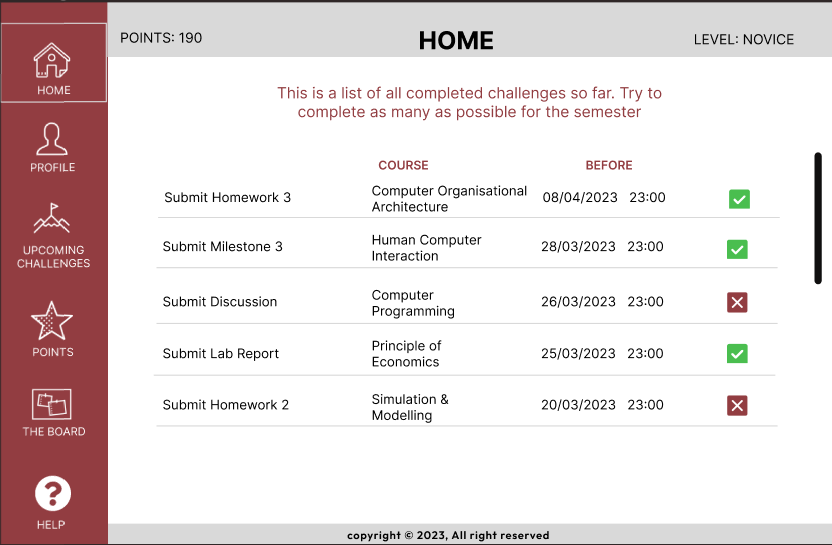 POINTS: 190
HOME
LEVEL: NOVICE
HOME
PROFILE
UPCOMING
CHALLENGES
POINTS
THE BOARD
?
HELP
This is a list of all completed challenges so far. Try to
complete as many as possible for the semester
COURSE BEFORE
Submit Homework 3 Computer Organisational 08/04/2023 23:00
Architecture
Submit Milestone 3 Human Computer 28/03/2023 23:00
Interaction
Submit Discussion Computer 26/03/2023 23:00
Programming
Submit Lab Report Principle of 25/03/2023 23:00
Economics
Submit Homework 2 Simulation & 20/03/2023 23:00
Modelling
copyright © 2023, All right reserved